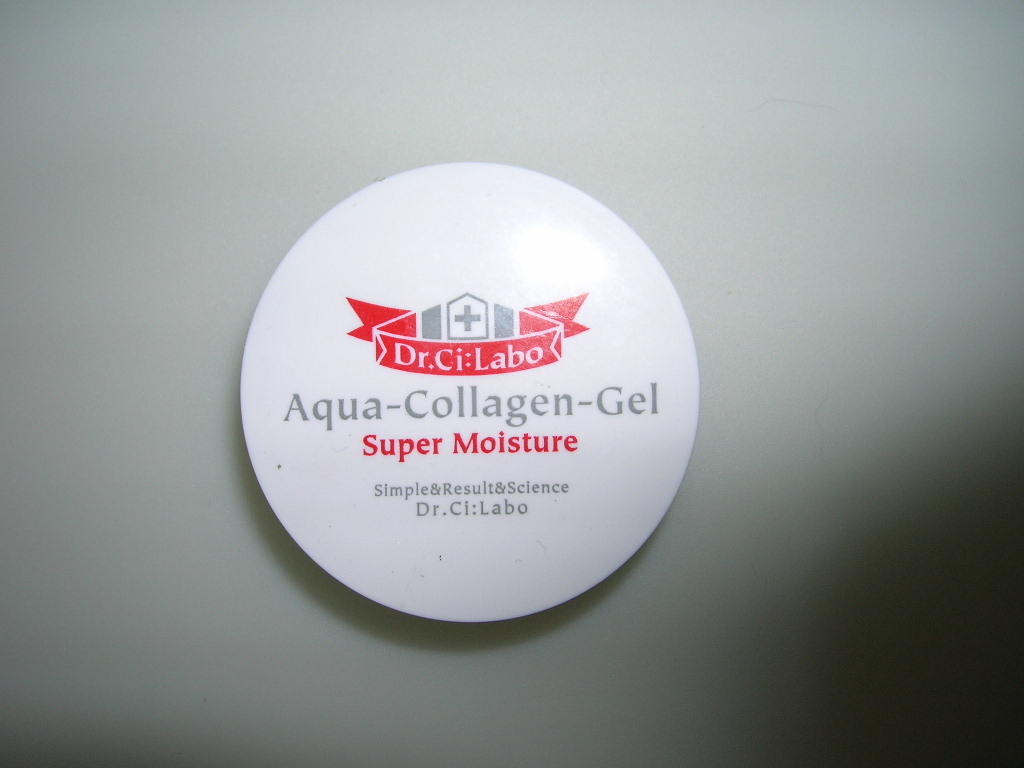 Dr.Ci:Labo
Aqua-Collagen-Gel
Super Moisture
Simple&Result&Science
Dr.Ci:Labo